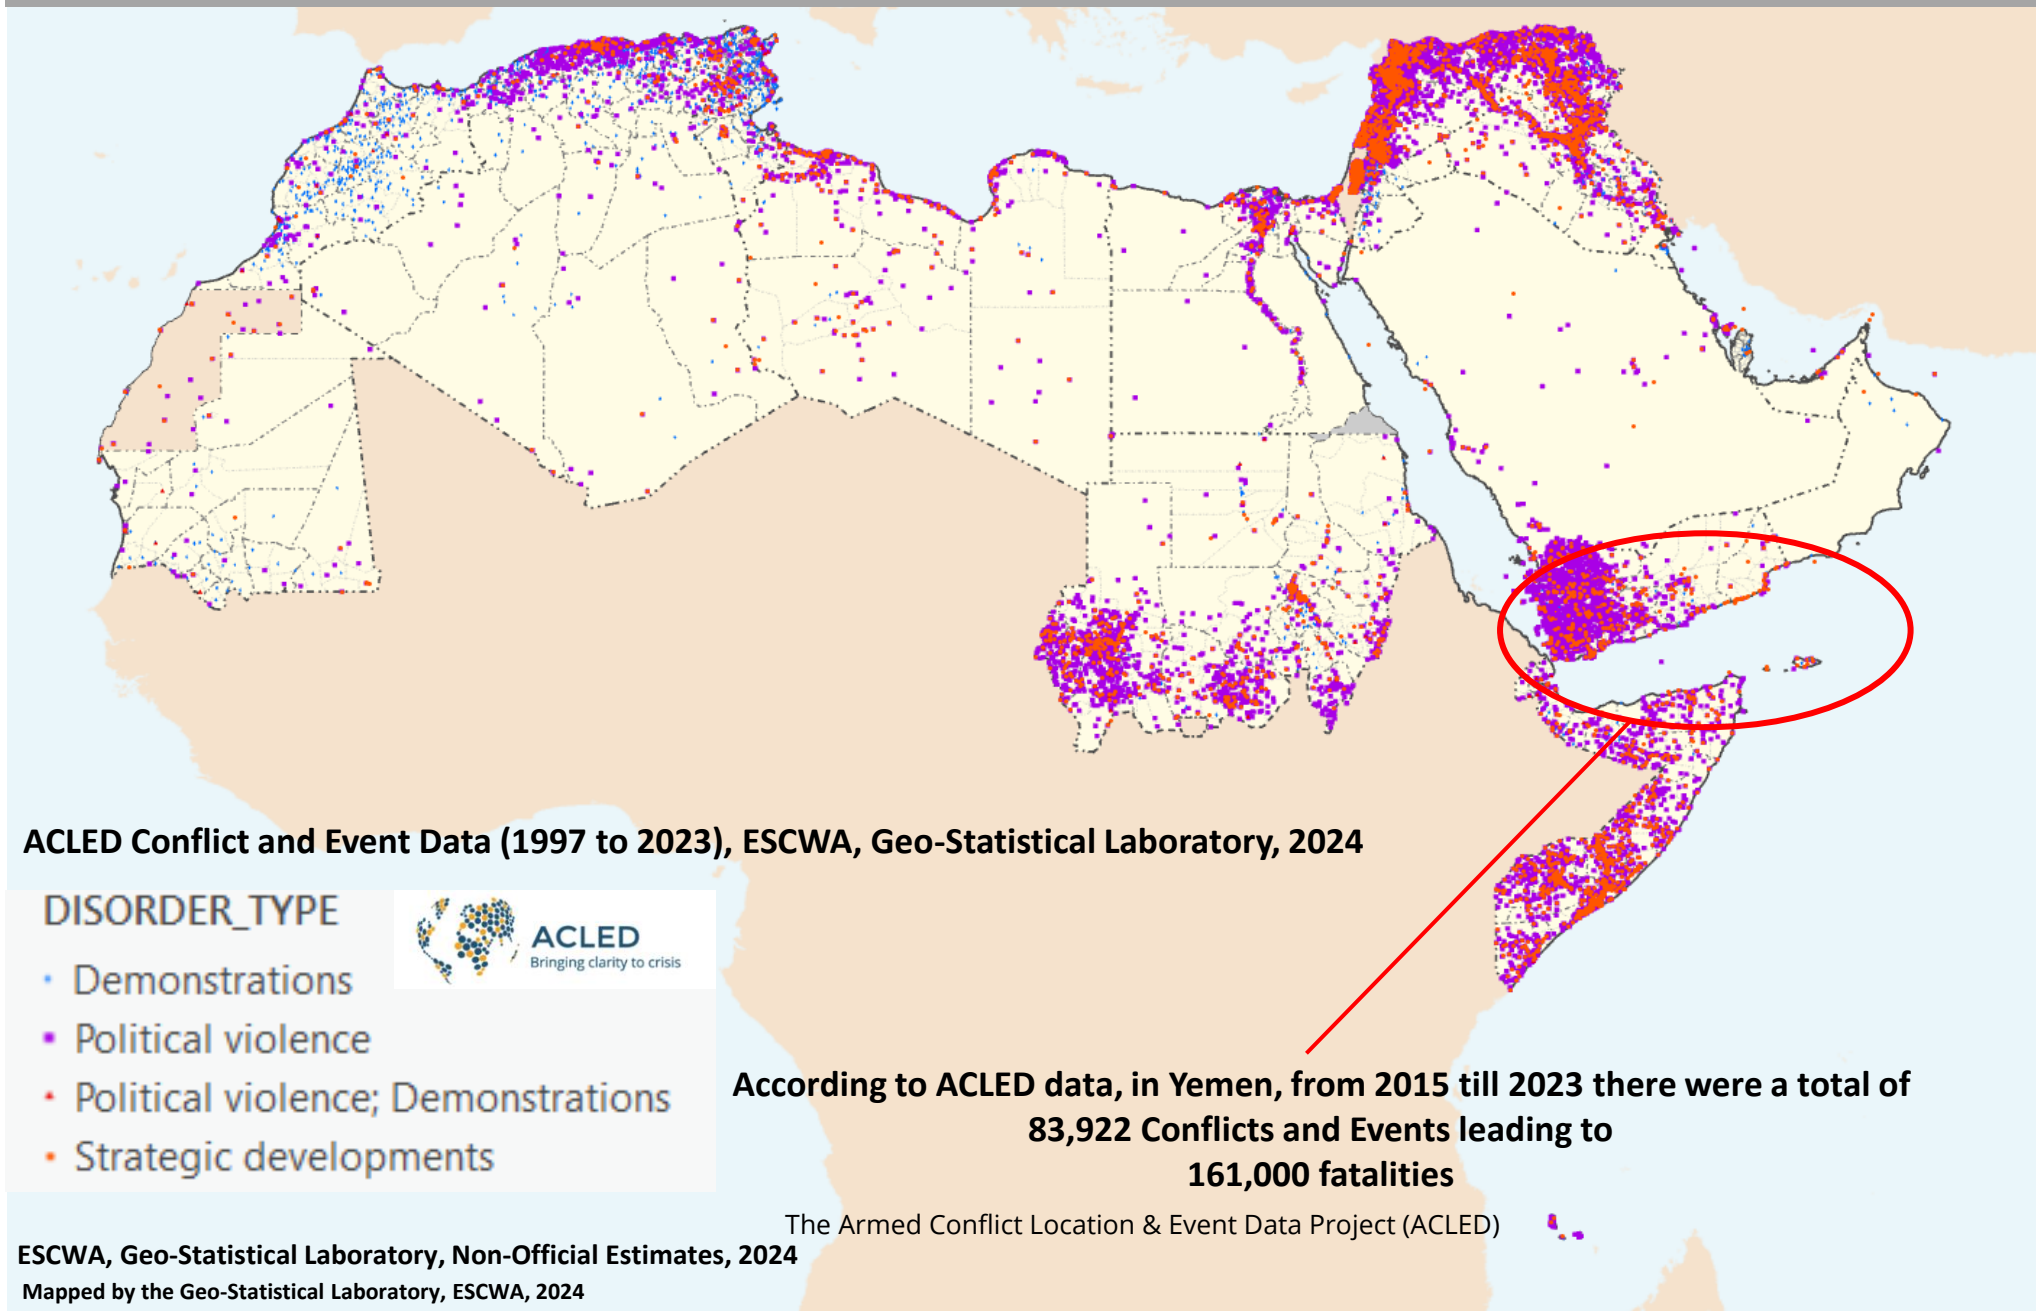 ACLED Conflict and Event Data (1997 to 2023), ESCWA, Geo-Statistical Laboratory, 2024
DISORDER_TYPE
ACLED
Bringing clarity to crisis
Demonstrations
Political violence
Political violence; Demonstrations
Strategic developments
According to ACLED data, in Yemen, from 2015 till 2023 there were a total of
83,922 Conflicts and Events leading to
161,000 fatalities
The Armed Conflict Location & Event Data Project (ACLED)
ESCWA, Geo-Statistical Laboratory, Non-Official Estimates, 2024
Mapped by the Geo-Statistical Laboratory, ESCWA, 2024